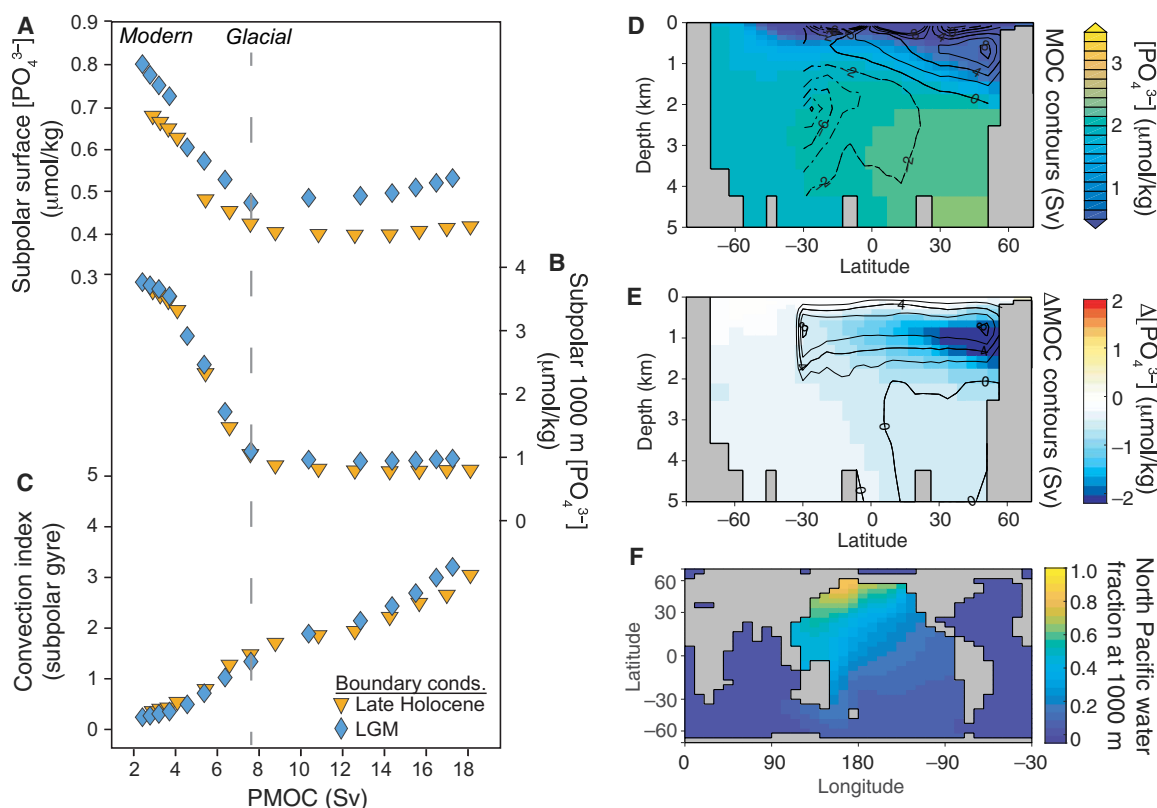 A
Modern
Glacial
Subpolar surface [PO₄³⁻]
(μmol/kg)
0.9
0.8
0.7
0.6
0.5
0.4
0.3
B
Subpolar 1000 m [PO₄³⁻]
(μmol/kg)
4
3
2
1
0
C
Convection index
(subpolar gyre)
5
4
3
2
1
0
Boundary conds.
Late Holocene
LGM
2 4 6 8 10 12 14 16 18
PMOC (Sv)
D
Depth (km)
0
1
2
3
4
5
−60 −30 0 30 60
Latitude
MOC contours (Sv)
[PO₄³⁻] (μmol/kg)
3
2
1
E
Depth (km)
0
1
2
3
4
5
4
4
0
0
0
−60 −30 0 30 60
Latitude
ΔMOC contours (Sv)
Δ[PO₄³⁻] (μmol/kg)
2
1
0
−1
−2
F
Latitude
60
30
0
−30
−60
0 90 180 −90 −30
Longitude
North Pacific water
fraction at 1000 m
1.0
0.8
0.6
0.4
0.2
0